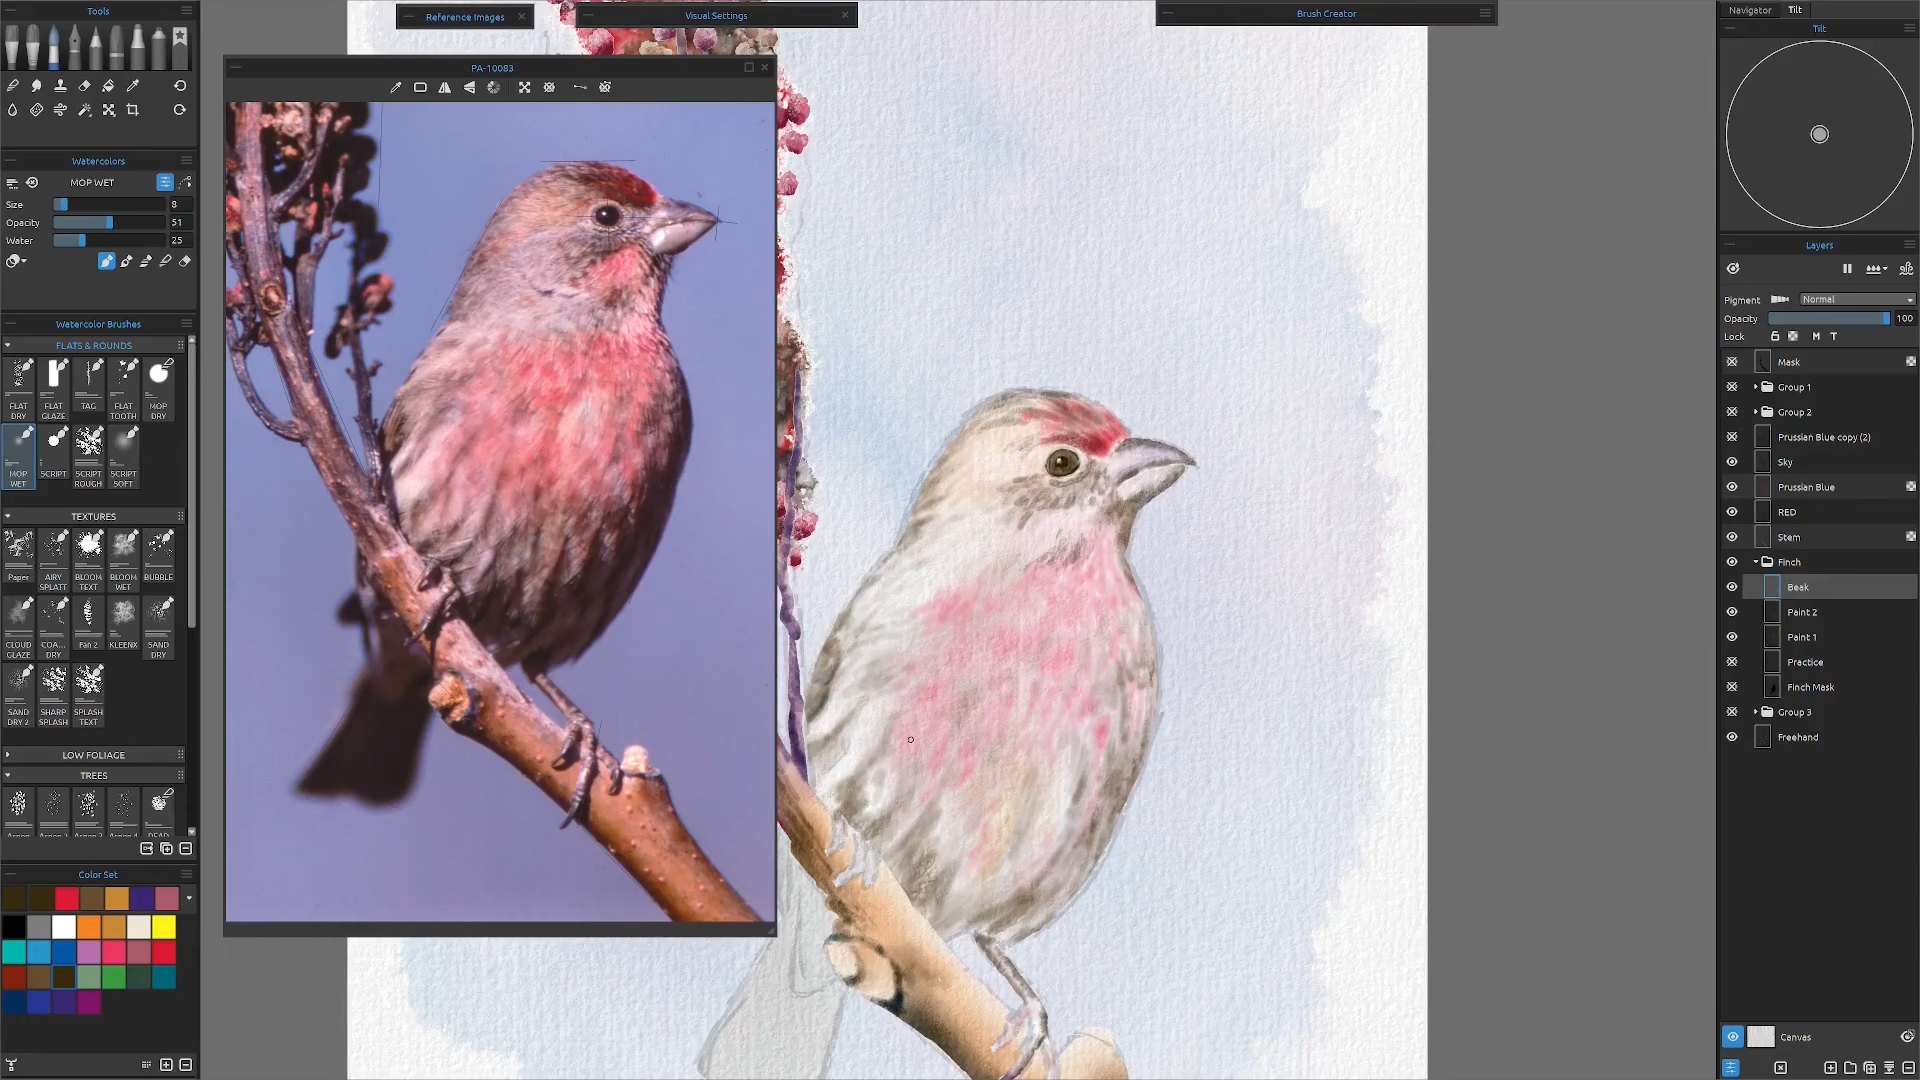 Tools
Reference Images
Visual Settings
Brush Creator
Navigator
Tilt
Tilt
PA-10083
Watercolors
MOP WET
Size
8
Opacity
51
Water
25
Watercolor Brushes
FLATS & ROUNDS
FLAT DRY
FLAT GLAZE
TAG
FLAT TOOTH
MOP DRY
MOP WET
SCRIPT
SCRIPT ROUGH
SCRIPT SOFT
TEXTURES
Paper
AIRY SPLATT
BLOOM TEXT
BLOOM WET
BUBBLE
CLOUD GLAZE
COA... DRY
Fan 2
KLEENX
SAND DRY
SAND DRY 2
SHARP SPLASH
SPLASH TEXT
LOW FOLIAGE
TREES
Color Set
Layers
Pigment
Normal
Opacity
100
Lock
M
T
Mask
Group 1
Group 2
Prussian Blue copy (2)
Sky
Prussian Blue
RED
Stem
Finch
Beak
Paint 2
Paint 1
Practice
Finch Mask
Group 3
Freehand
Canvas